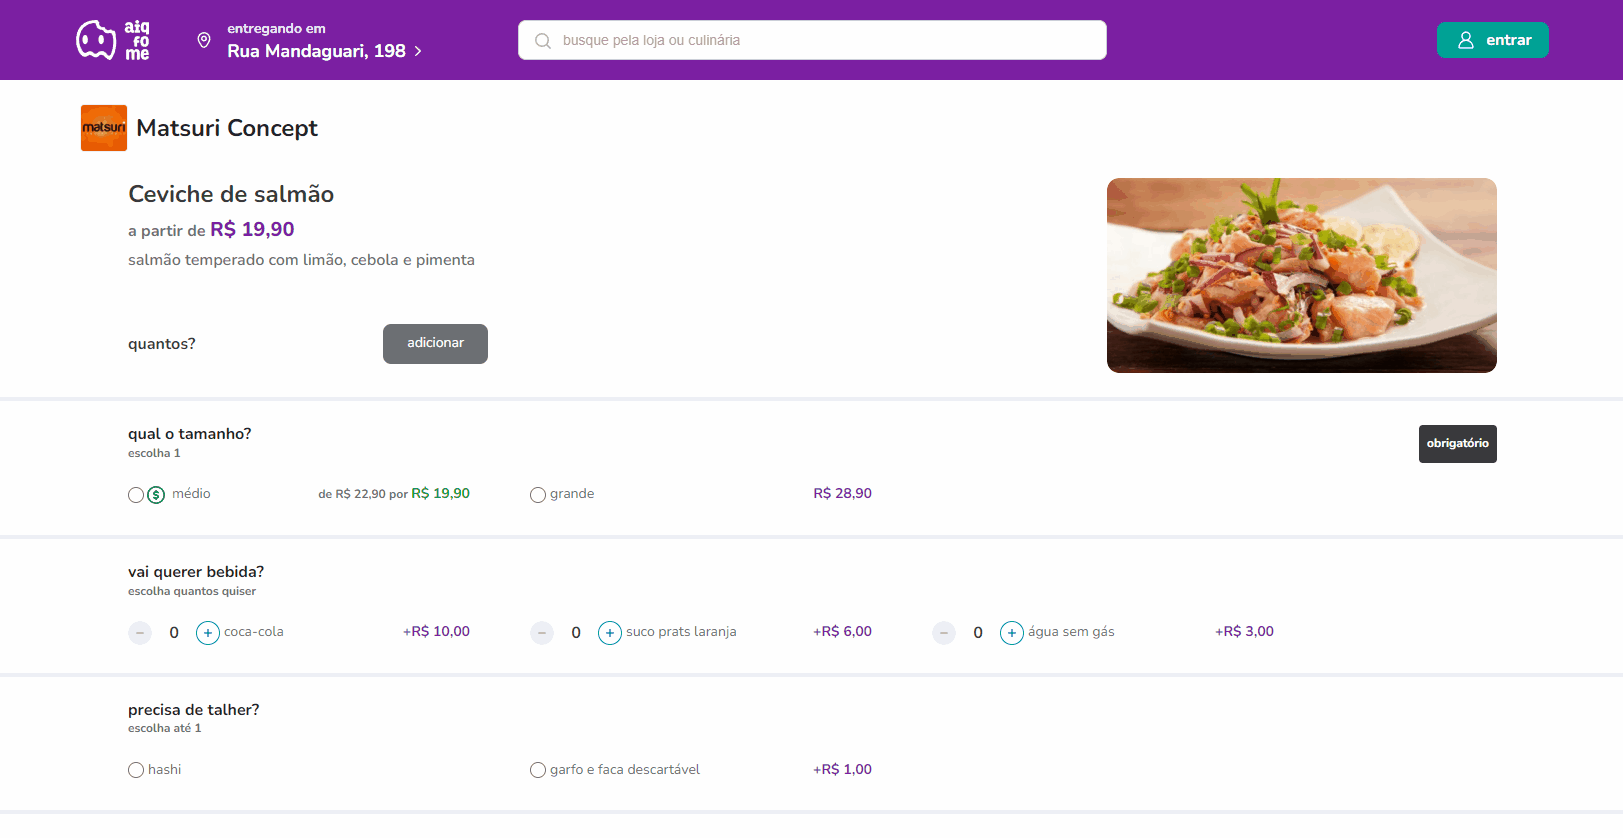 aiq
fo
me
entregando em
Rua Mandaguari, 198
busque pela loja ou culinária
entrar
matsuri
Matsuri Concept
Ceviche de salmão
a partir de R$ 19,90
salmão temperado com limão, cebola e pimenta
quantos?
adicionar
qual o tamanho?
escolha 1
obrigatório
$ médio de R$ 22,90 por R$ 19,90
grande R$ 28,90
vai querer bebida?
escolha quantos quiser
− 0 + coca-cola +R$ 10,00
− 0 + suco prats laranja +R$ 6,00
− 0 + água sem gás +R$ 3,00
precisa de talher?
escolha até 1
hashi
garfo e faca descartável +R$ 1,00